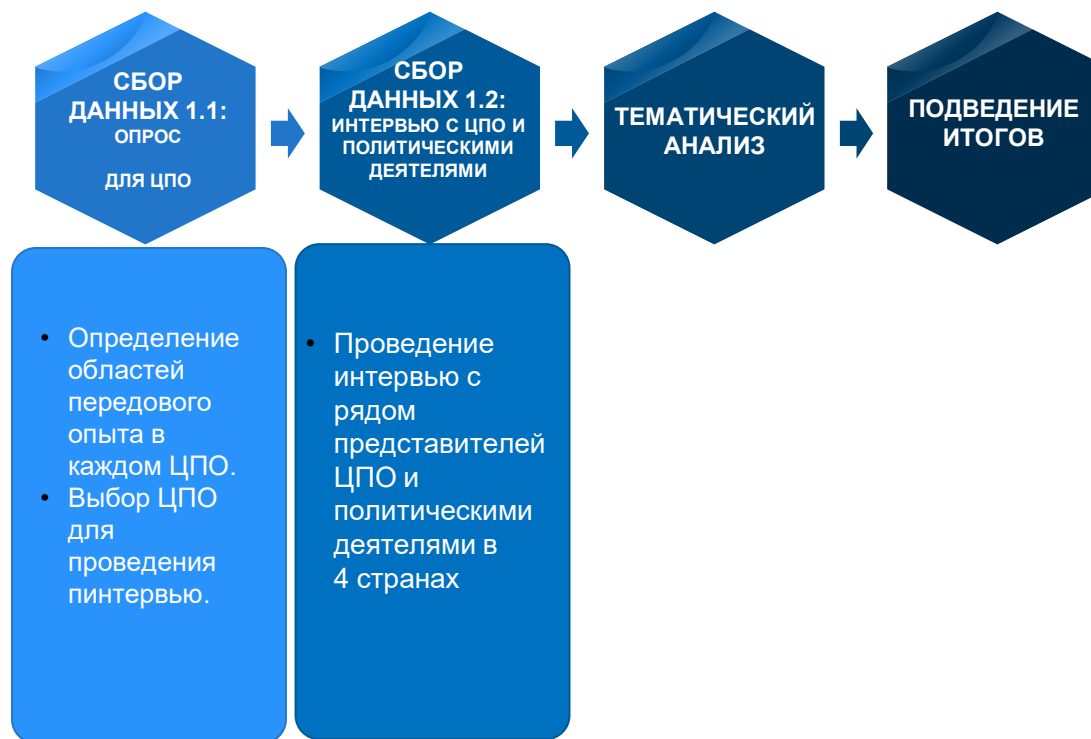 СБОР
ДАННЫХ 1.1:
ОПРОС
ДЛЯ ЦПО
СБОР
ДАННЫХ 1.2:
ИНТЕРВЬЮ С ЦПО И
ПОЛИТИЧЕСКИМИ
ДЕЯТЕЛЯМИ
ТЕМАТИЧЕСКИЙ
АНАЛИЗ
ПОДВЕДЕНИЕ
ИТОГОВ
• Определение
областей
передового
опыта в
каждом ЦПО.
• Выбор ЦПО
для
проведения
пинтервью.
• Проведение
интервью с
рядом
представителей
ЦПО и
политическими
деятелями в
4 странах